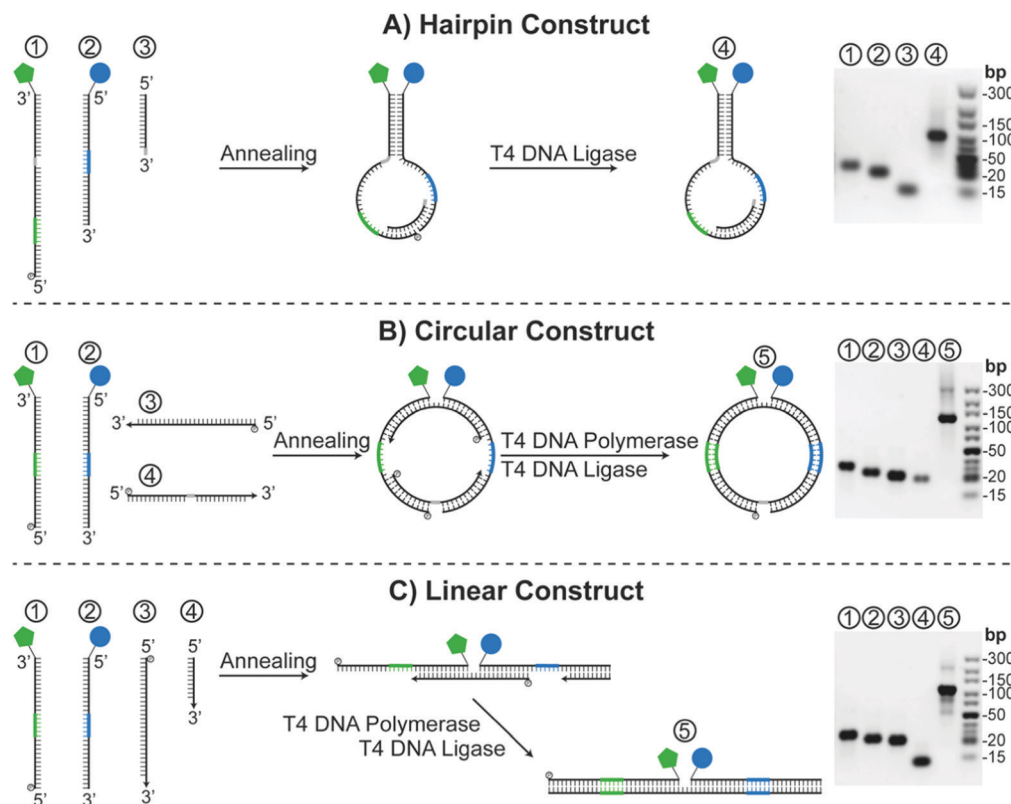 A) Hairpin Construct
① ② ③
3' 5' 5'
3'
3'
5'
Annealing
T4 DNA Ligase
④
① ② ③ ④
bp
-300
-150
-100
-50
-20
-15
B) Circular Construct
① ②
3' 5'
5' 3'
③
3' 5'
④
5' 3'
Annealing
T4 DNA Polymerase
T4 DNA Ligase
⑤
① ② ③ ④ ⑤
bp
-300
-150
-100
-50
-20
-15
C) Linear Construct
① ② ③ ④
3' 5' 5' 5'
3'
5' 3' 3'
Annealing
T4 DNA Polymerase
T4 DNA Ligase
⑤
① ② ③ ④ ⑤
bp
-300
-150
-100
-50
-20
-15